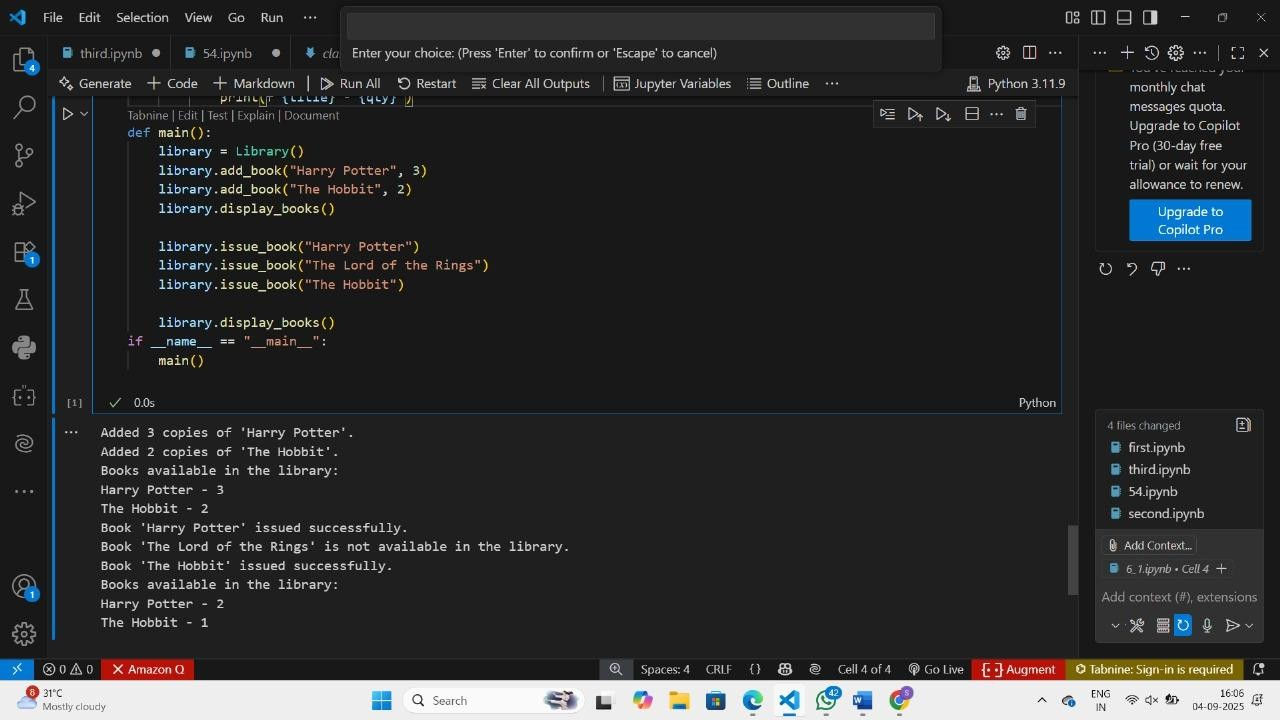 File Edit Selection View Go Run ...
Enter your choice: (Press 'Enter' to confirm or 'Escape' to cancel)
third.ipynb
54.ipynb
Generate
+ Code
+ Markdown
Run All
Restart
Clear All Outputs
Jupyter Variables
Outline
...
Python 3.11.9
print(f"{title} - {qty}")
Tabnine | Edit | Test | Explain | Document
def main():
    library = Library()
    library.add_book("Harry Potter", 3)
    library.add_book("The Hobbit", 2)
    library.display_books()
    library.issue_book("Harry Potter")
    library.issue_book("The Lord of the Rings")
    library.issue_book("The Hobbit")
    library.display_books()
if __name__ == "__main__":
    main()
[1]
0.0s
Python
Added 3 copies of 'Harry Potter'.
Added 2 copies of 'The Hobbit'.
Books available in the library:
Harry Potter - 3
The Hobbit - 2
Book 'Harry Potter' issued successfully.
Book 'The Lord of the Rings' is not available in the library.
Book 'The Hobbit' issued successfully.
Books available in the library:
Harry Potter - 2
The Hobbit - 1
You've reached your
monthly chat
messages quota.
Upgrade to Copilot
Pro (30-day free
trial) or wait for your
allowance to renew.
Upgrade to
Copilot Pro
4 files changed
first.ipynb
third.ipynb
54.ipynb
second.ipynb
Add Context...
6_1.ipynb • Cell 4 +
Add context (#), extensions
4
1
1
0 0
Amazon Q
Spaces: 4
CRLF
{}
Cell 4 of 4
Go Live
Augment
Tabnine: Sign-in is required
8
31°C
Mostly cloudy
Search
42
S
ENG
IN
16:06
04-09-2025